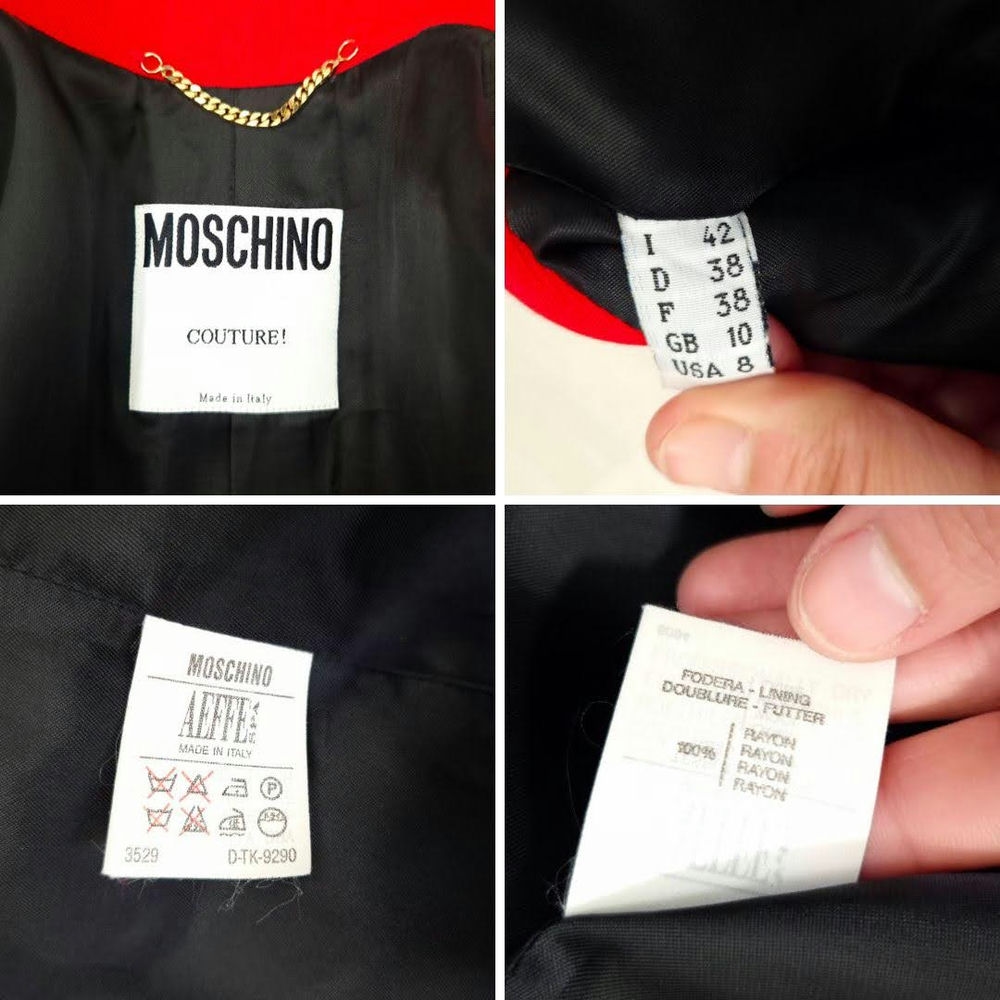 MOSCHINO
COUTURE!
Made in Italy
I 42
D 38
F 38
GB 10
USA 8
MOSCHINO
AEFFE
MADE IN ITALY
P
3529 D-TK-9290
FODERA - LINING
DOUBLURE - FUTTER
100% RAYON
RAYON
RAYON
RAYON